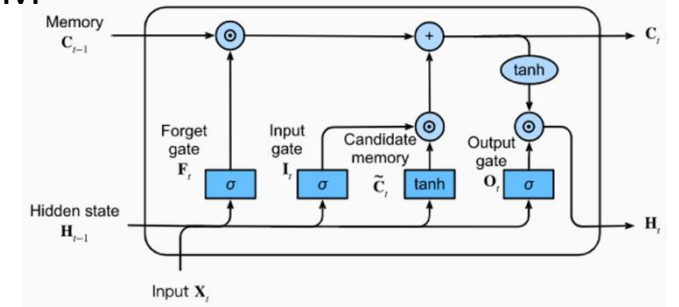 Memory
C_{t−1}
C_t
tanh
Forget
gate
F_t
Input
gate
I_t
Candidate
memory
C̃_t
Output
gate
O_t
σ
σ
tanh
σ
Hidden state
H_{t−1}
H_t
Input X_t